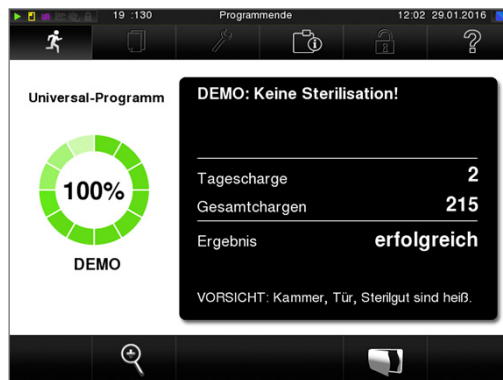 19 :130 Programmende 12:02 29.01.2016
Universal-Programm
100%
DEMO
DEMO: Keine Sterilisation!
Tagescharge 2
Gesamtchargen 215
Ergebnis erfolgreich
VORSICHT: Kammer, Tür, Sterilgut sind heiß.